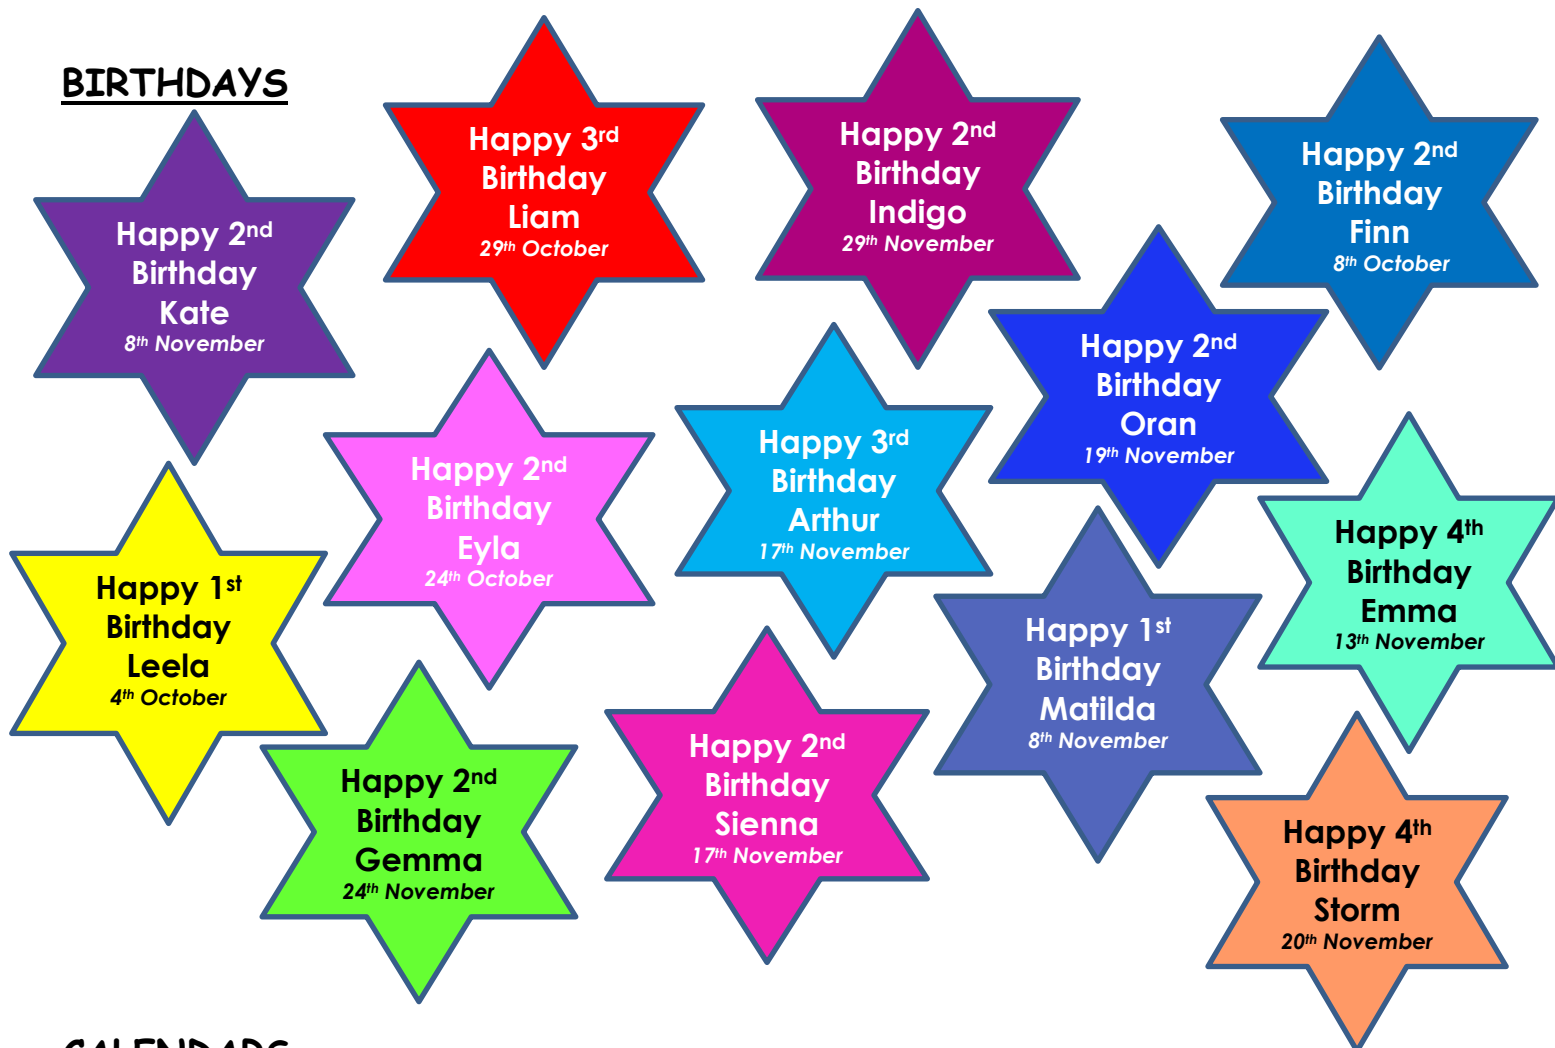 BIRTHDAYS
Happy 2nd
Birthday
Kate
8th November
Happy 3rd
Birthday
Liam
29th October
Happy 2nd
Birthday
Indigo
29th November
Happy 2nd
Birthday
Finn
8th October
Happy 2nd
Birthday
Oran
19th November
Happy 2nd
Birthday
Eyla
24th October
Happy 3rd
Birthday
Arthur
17th November
Happy 4th
Birthday
Emma
13th November
Happy 1st
Birthday
Leela
4th October
Happy 1st
Birthday
Matilda
8th November
Happy 2nd
Birthday
Gemma
24th November
Happy 2nd
Birthday
Sienna
17th November
Happy 4th
Birthday
Storm
20th November
CALENDARS